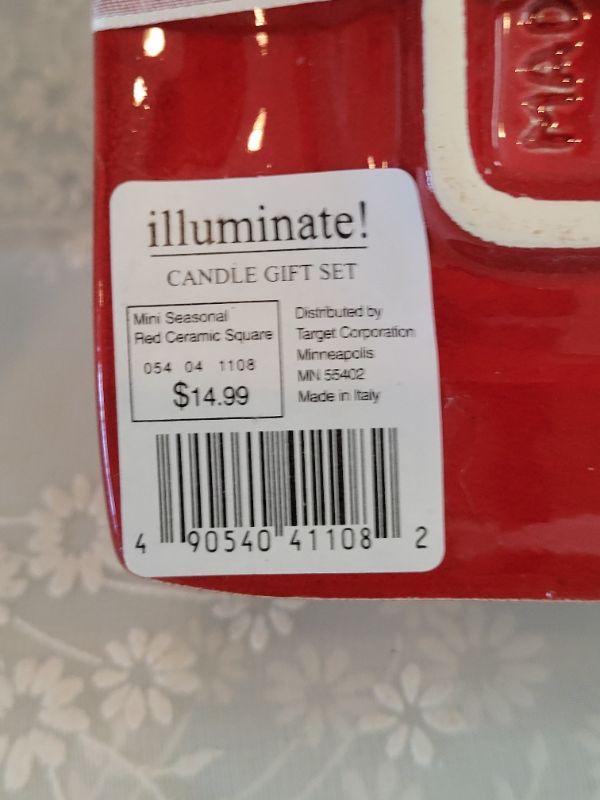 MAD
illuminate!
CANDLE GIFT SET
Mini Seasonal
Red Ceramic Square
054 04 1108
$14.99
Distributed by
Target Corporation
Minneapolis
MN 55402
Made in Italy
4 90540 41108 2